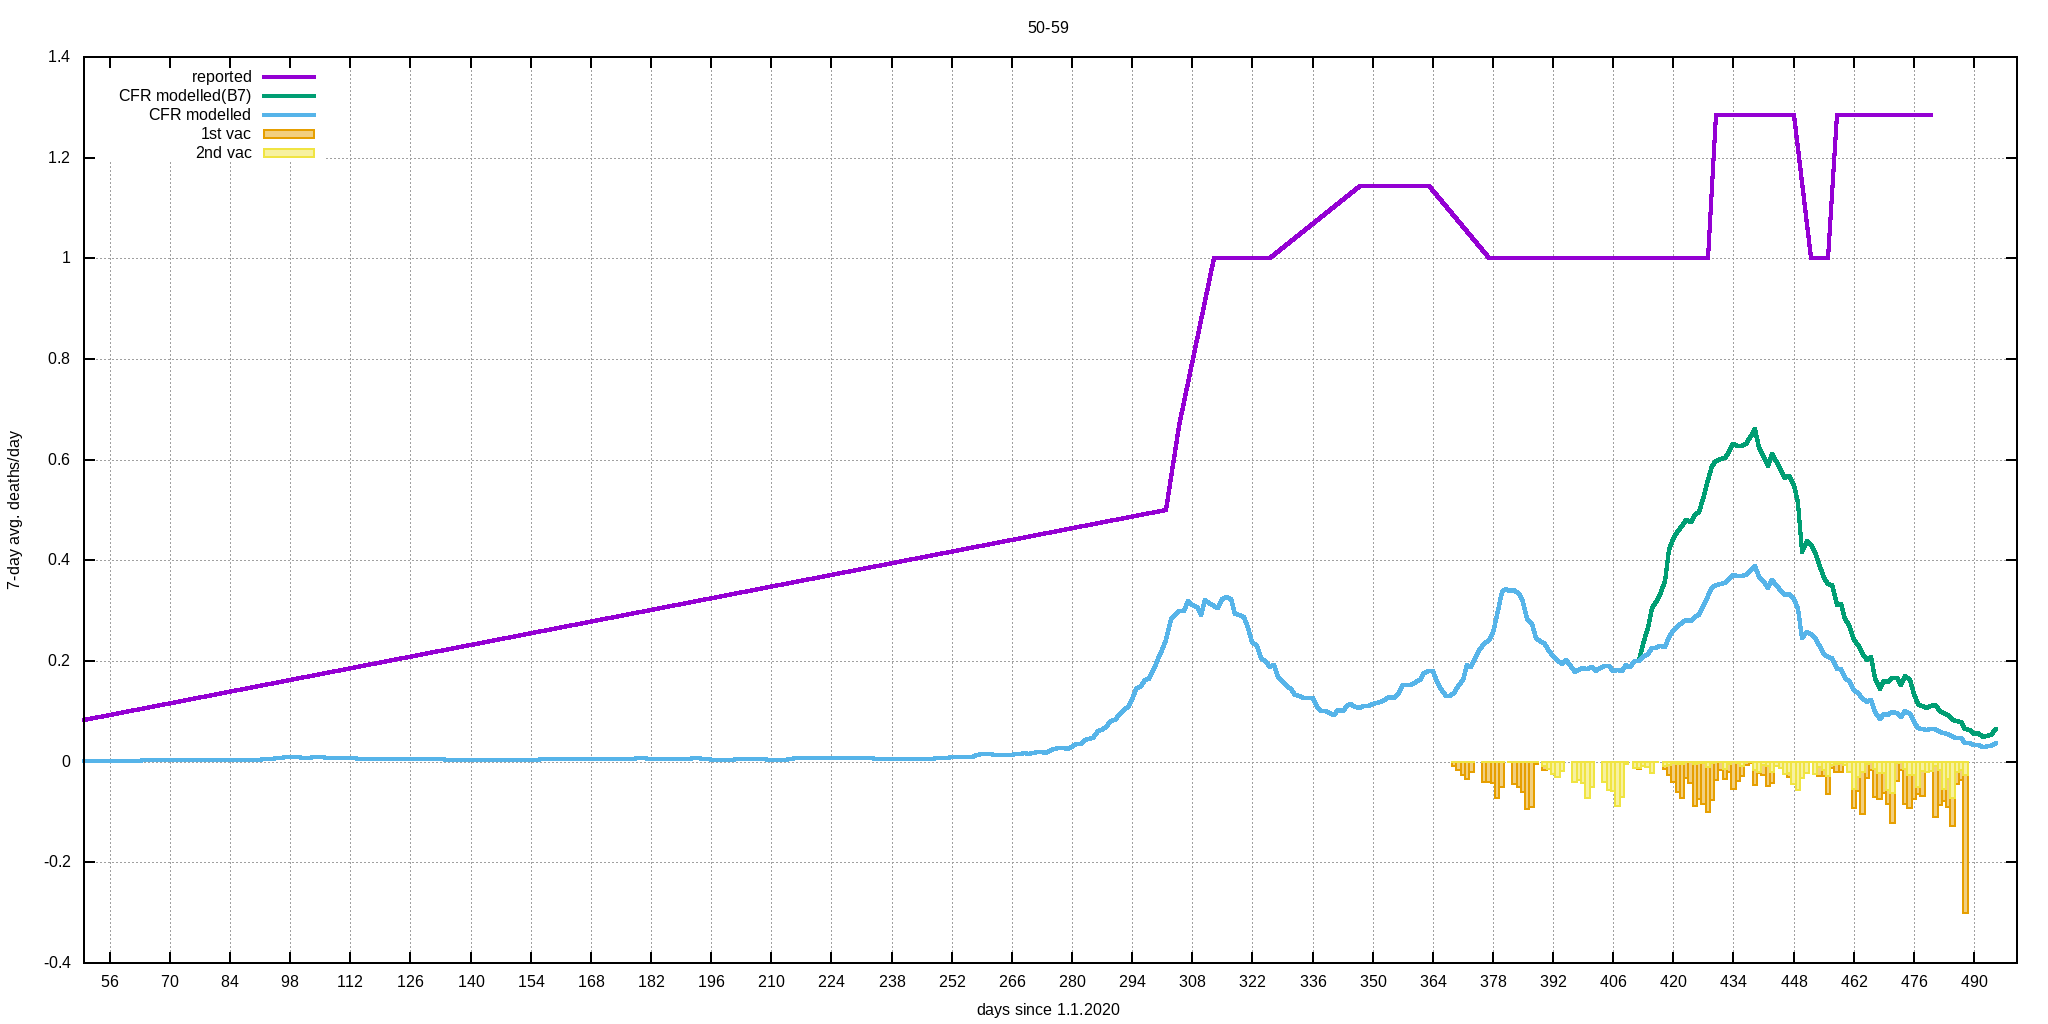 50-59
1.4
1.2
1
0.8
0.6
0.4
0.2
0
-0.2
-0.4
7-day avg. deaths/day
reported
CFR modelled(B7)
CFR modelled
1st vac
2nd vac
56 70 84 98 112 126 140 154 168 182 196 210 224 238 252 266 280 294 308 322 336 350 364 378 392 406 420 434 448 462 476 490
days since 1.1.2020